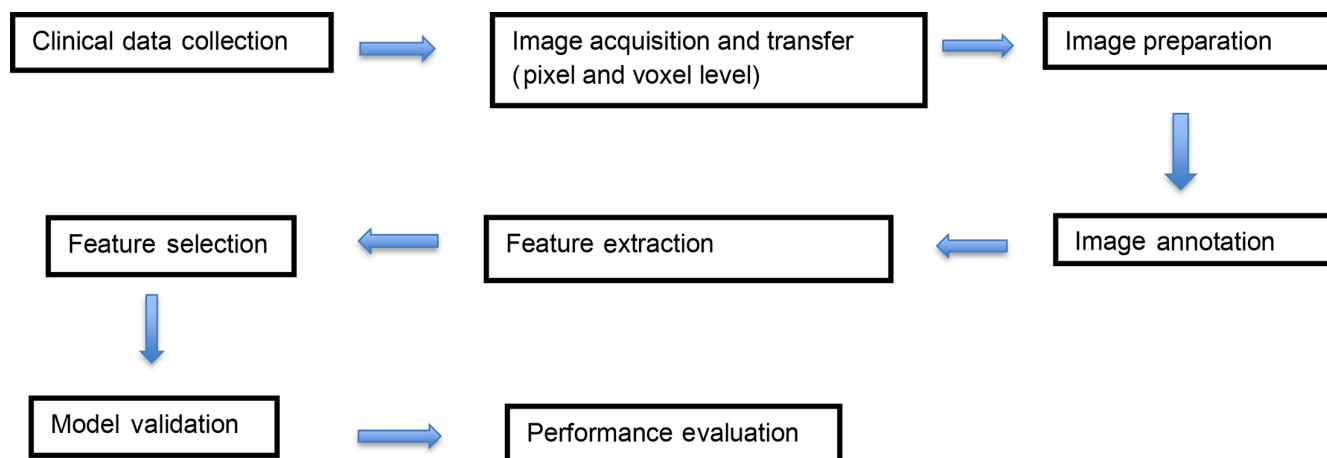 Clinical data collection
Image acquisition and transfer
(pixel and voxel level)
Image preparation
Image annotation
Feature extraction
Feature selection
Model validation
Performance evaluation